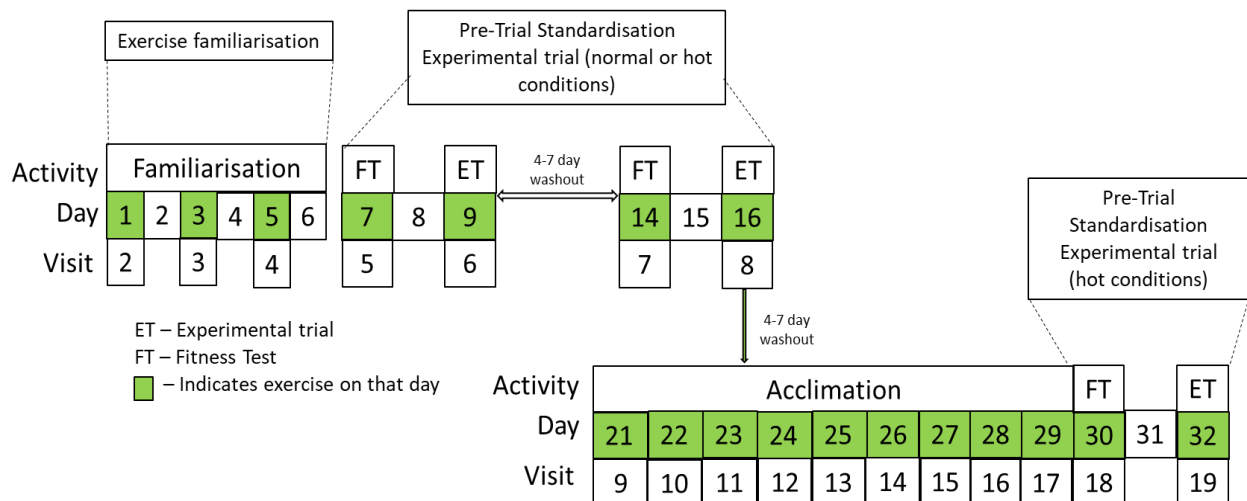 Exercise familiarisation
Pre-Trial Standardisation
Experimental trial (normal or hot
conditions)
Activity
Familiarisation
FT
ET
4-7 day
washout
FT
ET
Day
1 2 3 4 5 6 7 8 9 14 15 16
Visit
2 3 4 5 6 7 8
ET – Experimental trial
FT – Fitness Test
– Indicates exercise on that day
4-7 day
washout
Pre-Trial
Standardisation
Experimental trial
(hot conditions)
Activity
Acclimation
FT
ET
Day
21 22 23 24 25 26 27 28 29 30 31 32
Visit
9 10 11 12 13 14 15 16 17 18 19